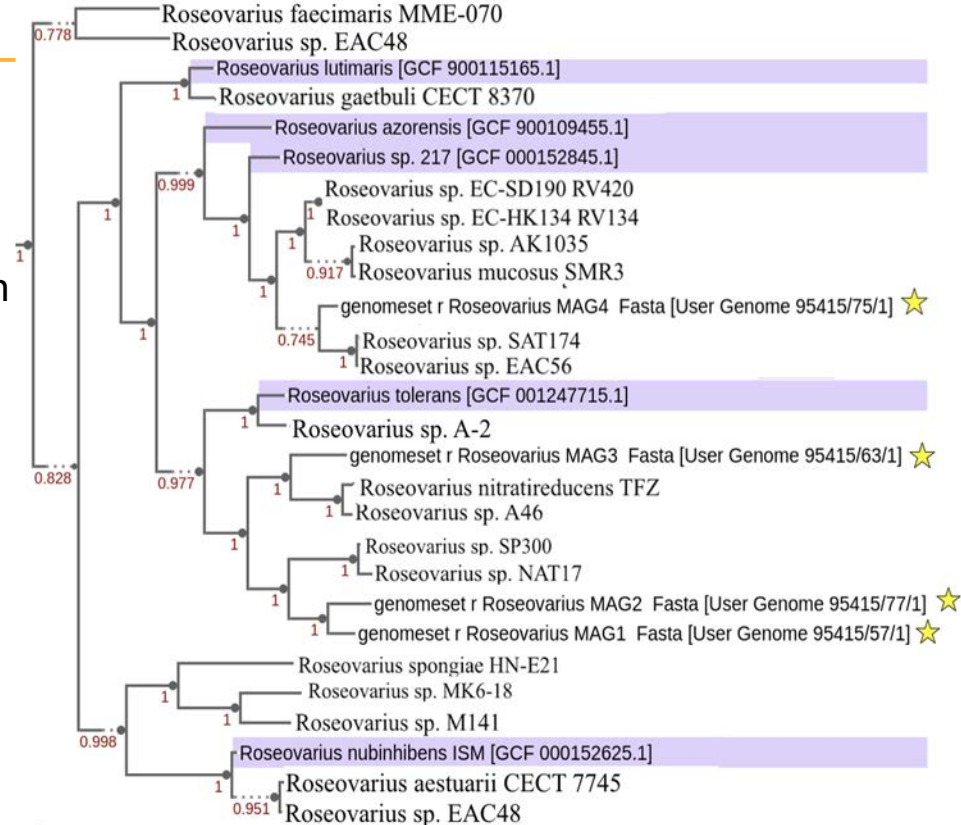 Roseovarius faecimaris MME-070
0.778
Roseovarius sp. EAC48
Roseovarius lutimaris [GCF 900115165.1]
1
Roseovarius gaetbuli CECT 8370
Roseovarius azorensis [GCF 900109455.1]
Roseovarius sp. 217 [GCF 000152845.1]
0.999
Roseovarius sp. EC-SD190 RV420
1
1
Roseovarius sp. EC-HK134 RV134
1
1
Roseovarius sp. AK1035
1
0.917
Roseovarius mucosus SMR3
n
1
genomeset r Roseovarius MAG4 Fasta [User Genome 95415/75/1]
1
0.745
Roseovarius sp. SAT174
1
Roseovarius sp. EAC56
Roseovarius tolerans [GCF 001247715.1]
1
Roseovarius sp. A-2
genomeset r Roseovarius MAG3 Fasta [User Genome 95415/63/1]
0.828
0.977
1
Roseovarius nitratireducens TFZ
1
Roseovarius sp. A46
1
Roseovarius sp. SP300
1
Roseovarius sp. NAT17
1
genomeset r Roseovarius MAG2 Fasta [User Genome 95415/77/1]
1
genomeset r Roseovarius MAG1 Fasta [User Genome 95415/57/1]
Roseovarius spongiae HN-E21
1
Roseovarius sp. MK6-18
1
Roseovarius sp. M141
0.998
Roseovarius nubinhibens ISM [GCF 000152625.1]
1
Roseovarius aestuarii CECT 7745
0.951
Roseovarius sp. EAC48